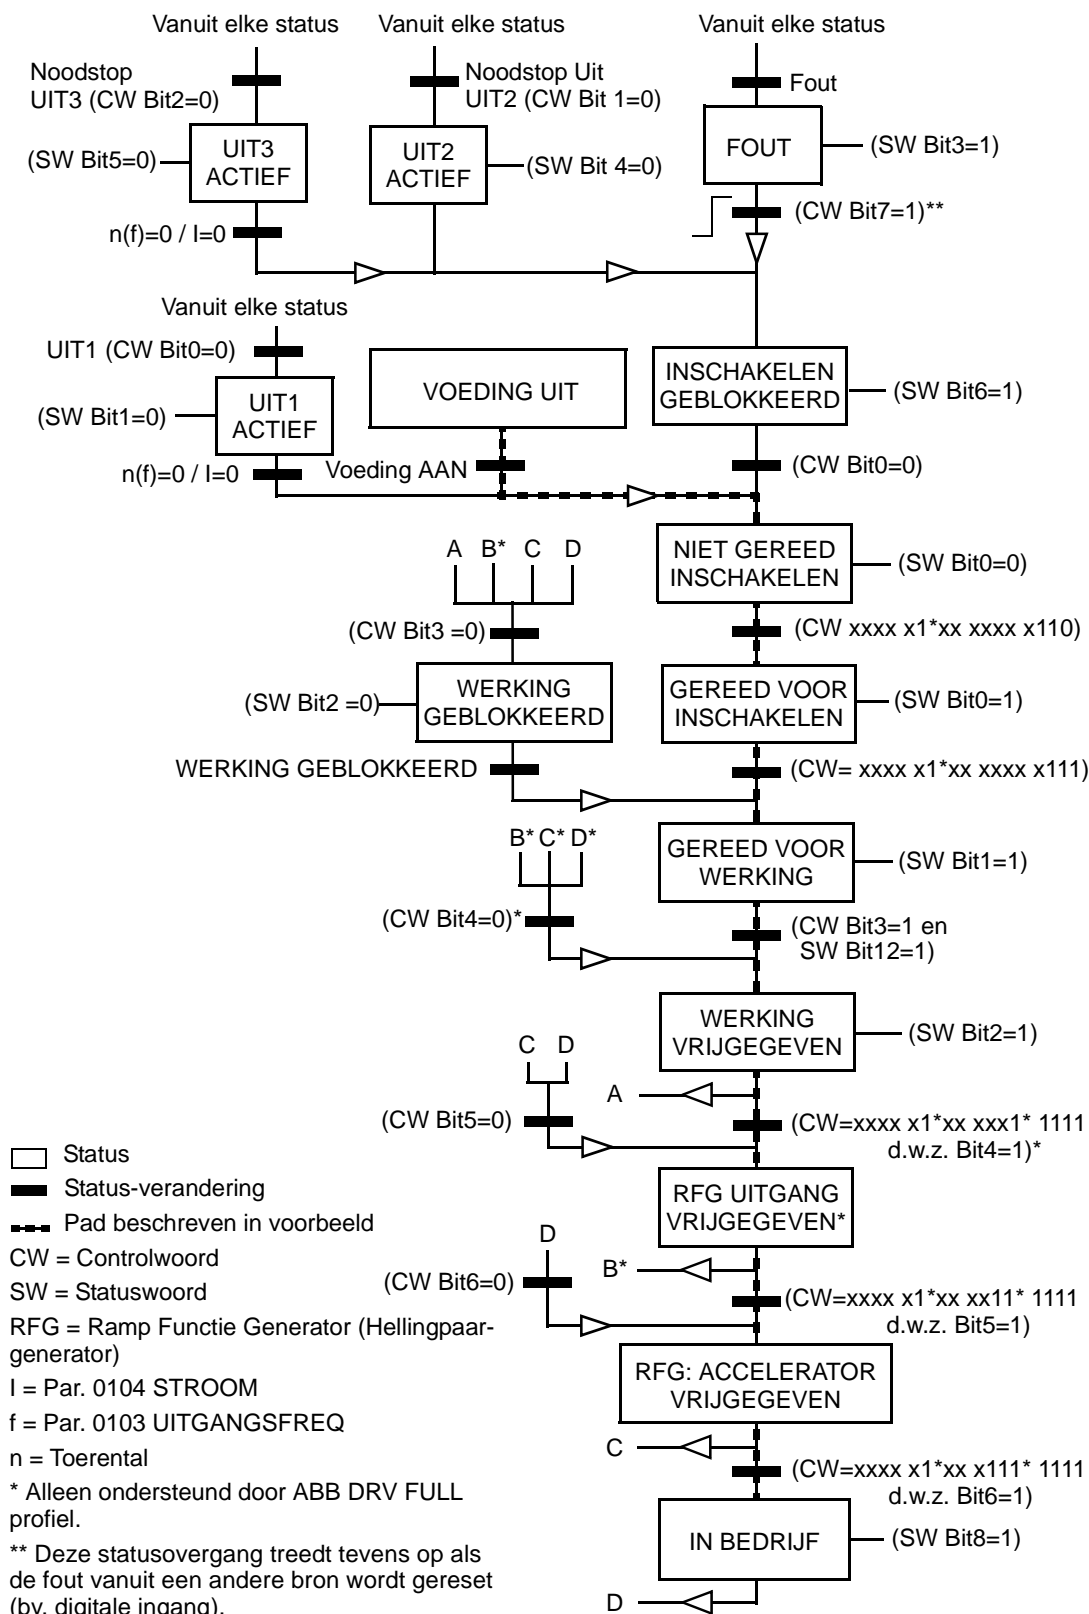 Vanuit elke status
Vanuit elke status
Vanuit elke status
Noodstop
UIT3 (CW Bit2=0)
Noodstop Uit
UIT2 (CW Bit 1=0)
Fout
(SW Bit5=0)
UIT3
ACTIEF
UIT2
ACTIEF
(SW Bit 4=0)
FOUT
(SW Bit3=1)
n(f)=0 / I=0
(CW Bit7=1)**
Vanuit elke status
UIT1 (CW Bit0=0)
(SW Bit1=0)
UIT1
ACTIEF
VOEDING UIT
INSCHAKELEN
GEBLOKKEERD
(SW Bit6=1)
n(f)=0 / I=0
Voeding AAN
(CW Bit0=0)
A B* C D
NIET GEREED
INSCHAKELEN
(SW Bit0=0)
(CW Bit3 =0)
(CW xxxx x1*xx xxxx x110)
(SW Bit2 =0)
WERKING
GEBLOKKEERD
GEREED VOOR
INSCHAKELEN
(SW Bit0=1)
WERKING GEBLOKKEERD
(CW= xxxx x1*xx xxxx x111)
B* C* D*
GEREED VOOR
WERKING
(SW Bit1=1)
(CW Bit4=0)*
(CW Bit3=1 en
SW Bit12=1)
WERKING
VRIJGEGEVEN
(SW Bit2=1)
C D
A
(CW Bit5=0)
(CW=xxxx x1*xx xxx1* 1111
d.w.z. Bit4=1)*
RFG UITGANG
VRIJGEGEVEN*
D
B*
(CW Bit6=0)
(CW=xxxx x1*xx xx11* 1111
d.w.z. Bit5=1)
RFG: ACCELERATOR
VRIJGEGEVEN
C
(CW=xxxx x1*xx x111* 1111
d.w.z. Bit6=1)
IN BEDRIJF
(SW Bit8=1)
D
Status
Status-verandering
Pad beschreven in voorbeeld
CW = Controlwoord
SW = Statuswoord
RFG = Ramp Functie Generator (Hellingpaar-
generator)
I = Par. 0104 STROOM
f = Par. 0103 UITGANGSFREQ
n = Toerental
* Alleen ondersteund door ABB DRV FULL
profiel.
** Deze statusovergang treedt tevens op als
de fout vanuit een andere bron wordt gereset
(bv. digitale ingang).